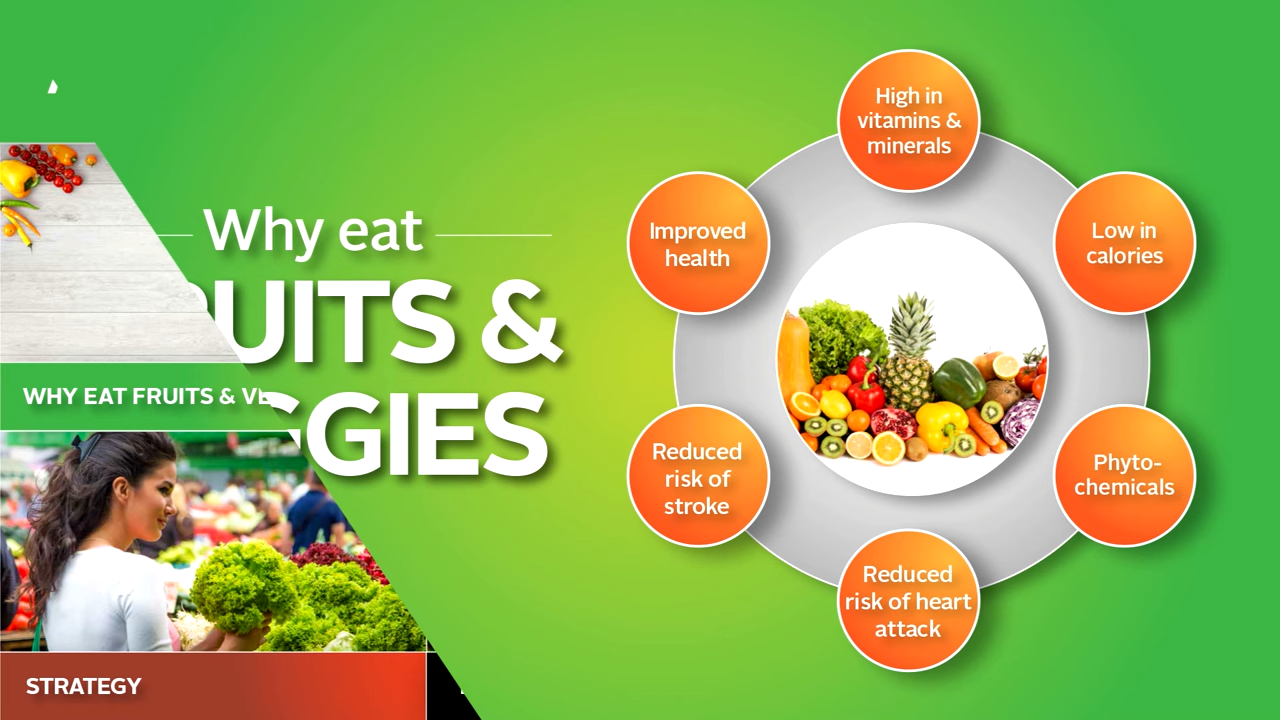 Why eat
UITS &
GGIES
WHY EAT FRUITS & VE
STRATEGY
High in
vitamins &
minerals
Low in
calories
Phyto-
chemicals
Reduced
risk of heart
attack
Reduced
risk of
stroke
Improved
health